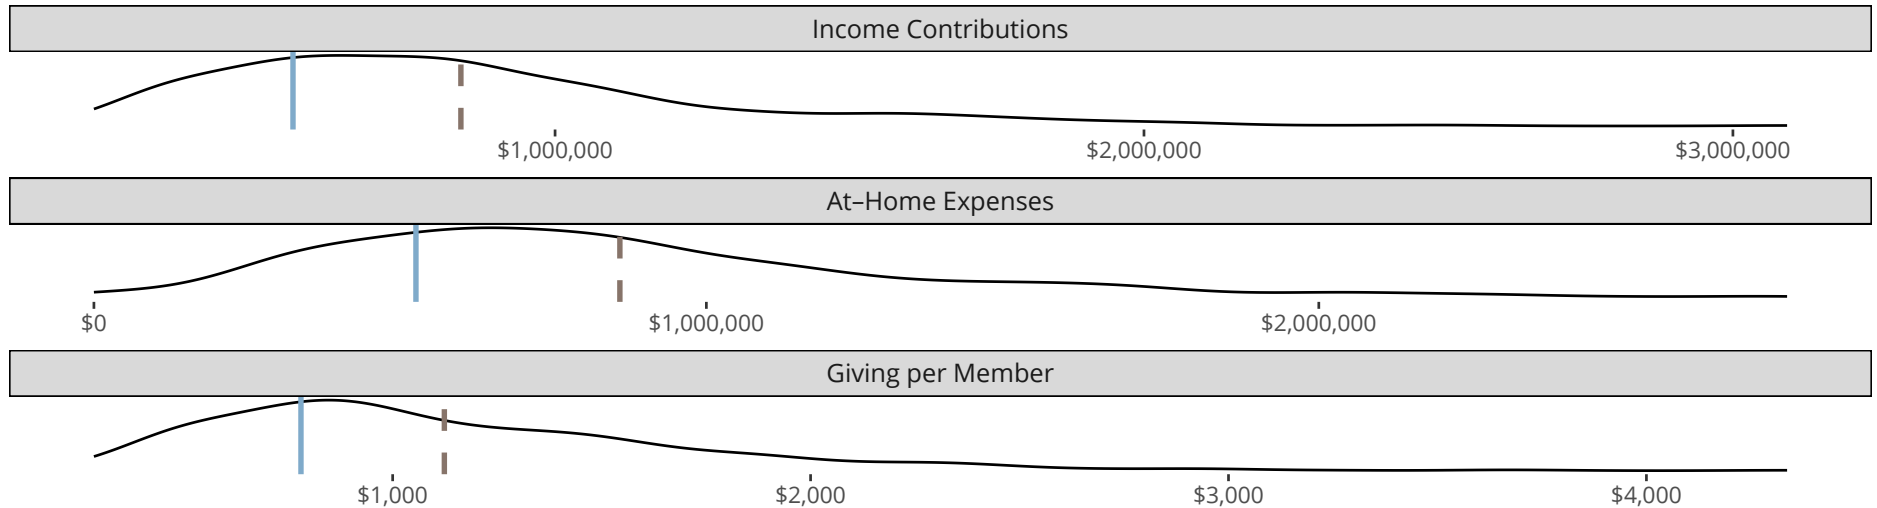 Income Contributions
$1,000,000 $2,000,000 $3,000,000
At–Home Expenses
$0 $1,000,000 $2,000,000
Giving per Member
$1,000 $2,000 $3,000 $4,000